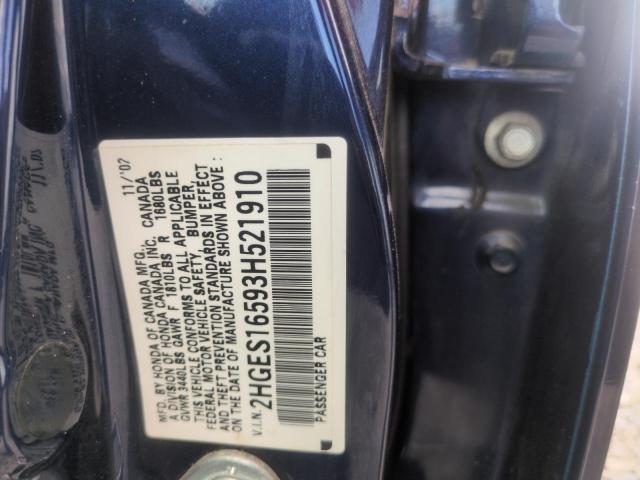 MFD. BY HONDA OF CANADA MFG. 11/'02
A DIVISION OF HONDA CANADA INC. CANADA
GVWR 3440LBS GAWR F 1810LBS R 1680LBS
THIS VEHICLE CONFORMS TO ALL APPLICABLE
FEDERAL MOTOR VEHICLE SAFETY, BUMPER,
AND THEFT PREVENTION STANDARDS IN EFFECT
ON THE DATE OF MANUFACTURE SHOWN ABOVE:
V.I.N. 2HGES16593H521910
PASSENGER CAR